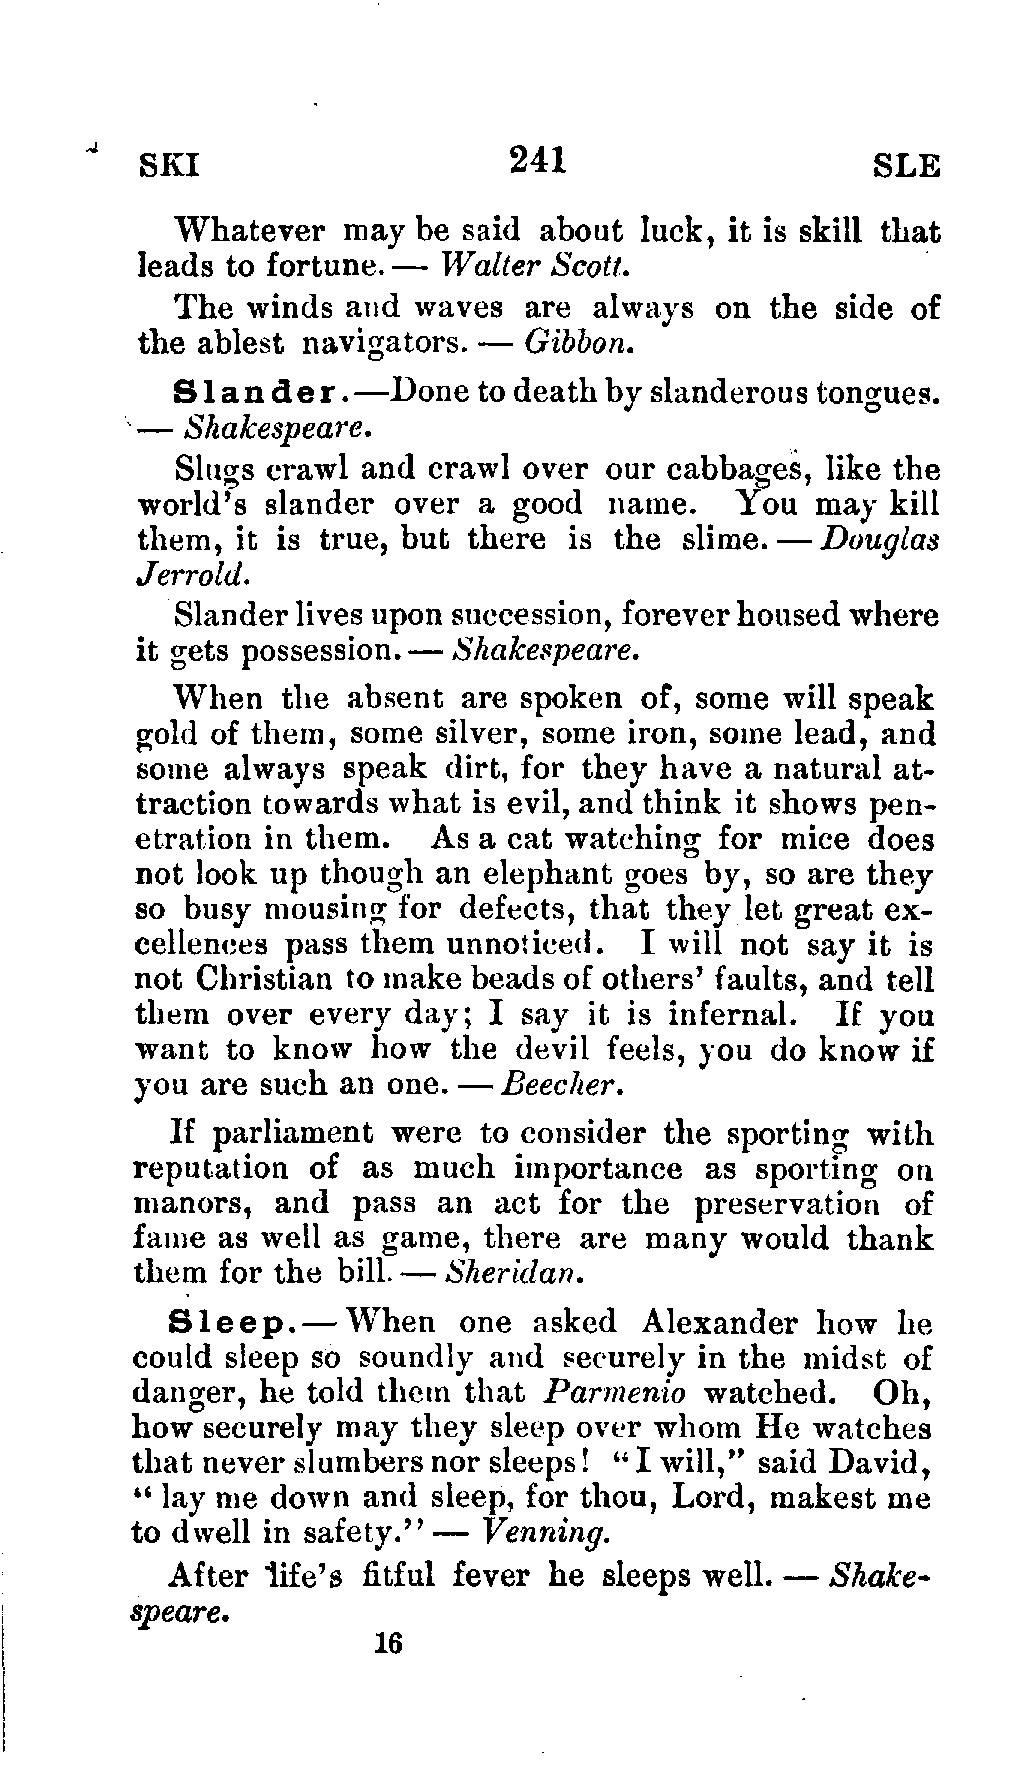 SKI 241 SLE
Whatever may be said about luck, it is skill that
leads to fortune. — Walter Scott.
The winds and waves are always on the side of
the ablest navigators. — Gibbon.
Slander.—Done to death by slanderous tongues.
— Shakespeare.
Slugs crawl and crawl over our cabbages, like the
world's slander over a good name. You may kill
them, it is true, but there is the slime. — Douglas
Jerrold.
Slander lives upon succession, forever housed where
it gets possession. — Shakespeare.
When the absent are spoken of, some will speak
gold of them, some silver, some iron, some lead, and
some always speak dirt, for they have a natural at-
traction towards what is evil, and think it shows pen-
etration in them. As a cat watching for mice does
not look up though an elephant goes by, so are they
so busy mousing for defects, that they let great ex-
cellences pass them unnoticed. I will not say it is
not Christian to make beads of others' faults, and tell
them over every day; I say it is infernal. If you
want to know how the devil feels, you do know if
you are such an one. — Beecher.
If parliament were to consider the sporting with
reputation of as much importance as sporting on
manors, and pass an act for the preservation of
fame as well as game, there are many would thank
them for the bill. — Sheridan.
Sleep.— When one asked Alexander how he
could sleep so soundly and securely in the midst of
danger, he told them that Parmenio watched. Oh,
how securely may they sleep over whom He watches
that never slumbers nor sleeps! "I will," said David,
"lay me down and sleep, for thou, Lord, makest me
to dwell in safety." — Venning.
After life's fitful fever he sleeps well. — Shake-
speare.
16